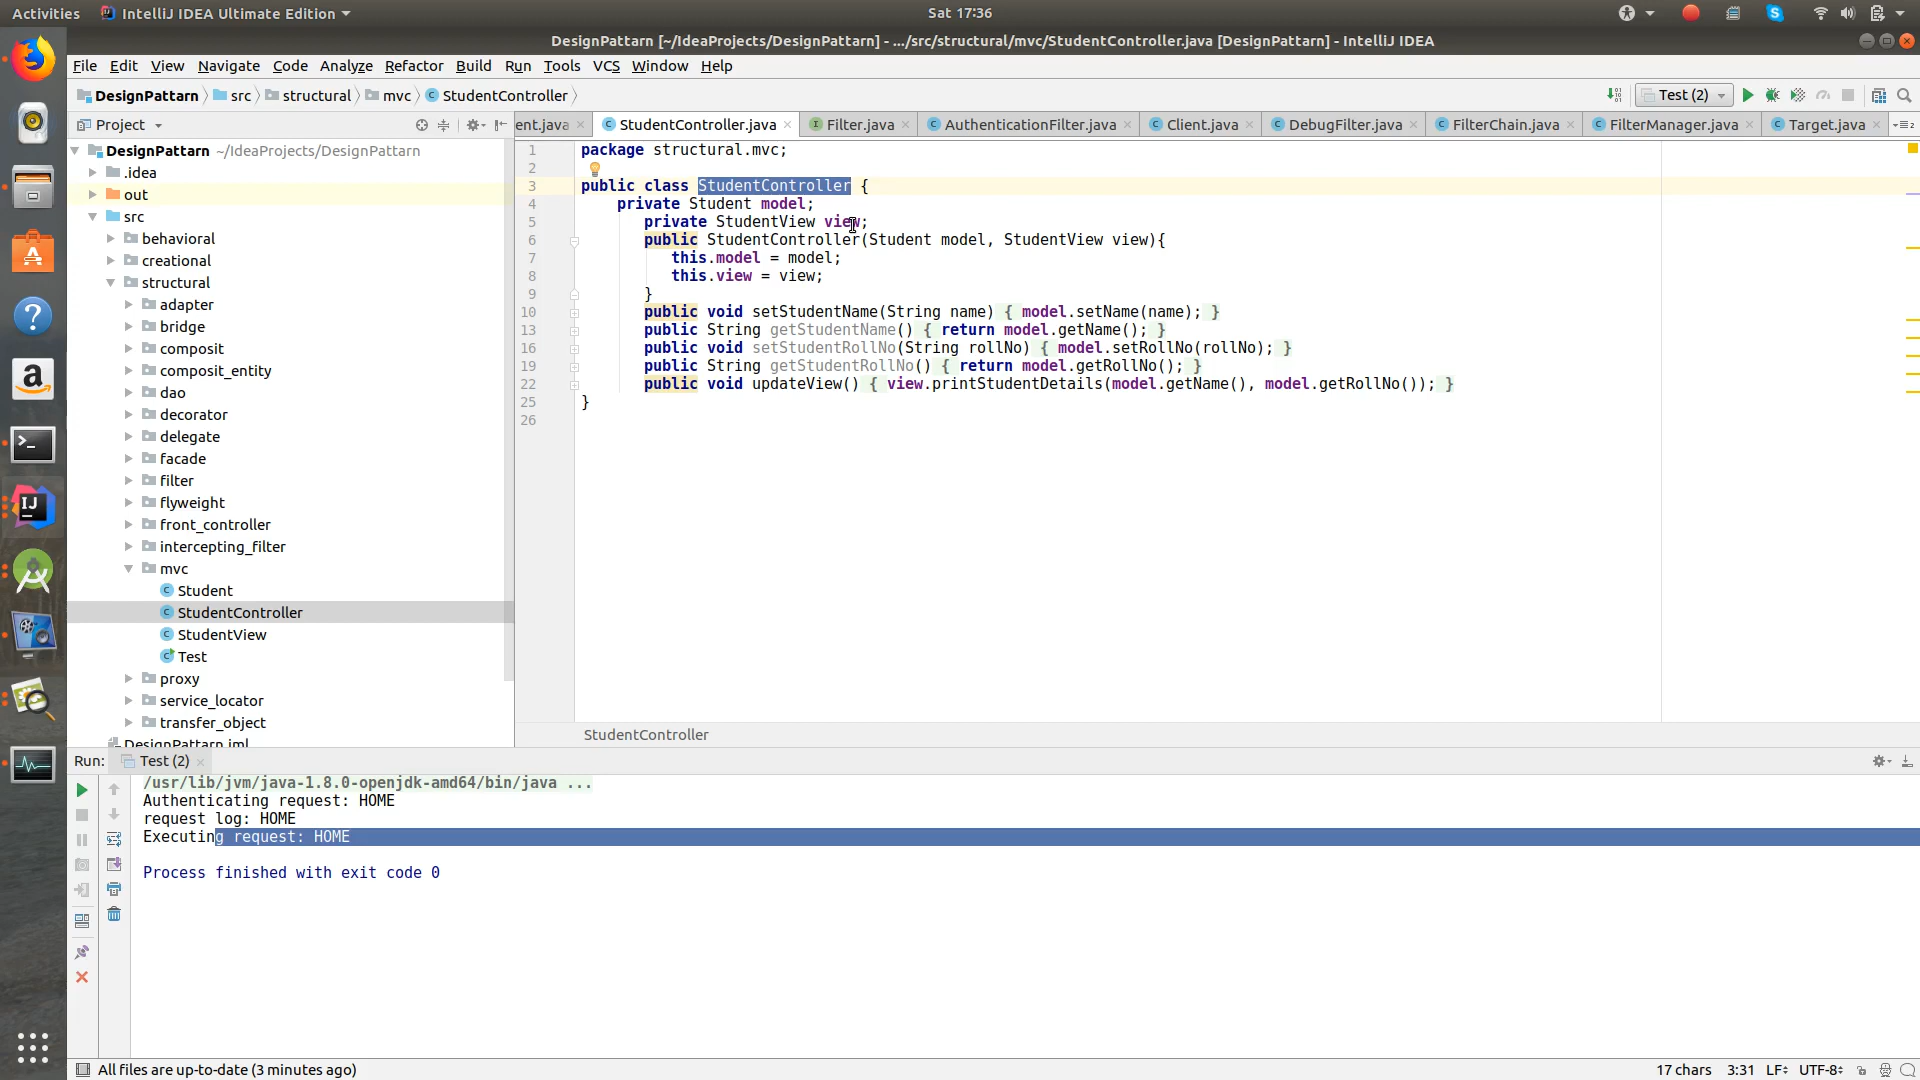 Activities IntelliJ IDEA Ultimate Edition Sat 17:36
DesignPattarn [~/IdeaProjects/DesignPattarn] - .../src/structural/mvc/StudentController.java [DesignPattarn] - IntelliJ IDEA
File Edit View Navigate Code Analyze Refactor Build Run Tools VCS Window Help
DesignPattarn src structural mvc StudentController Test (2)
Project
ent.java StudentController.java Filter.java AuthenticationFilter.java Client.java DebugFilter.java FilterChain.java FilterManager.java Target.java
DesignPattarn ~/IdeaProjects/DesignPattarn
.idea
out
src
behavioral
creational
structural
adapter
bridge
composit
composit_entity
dao
decorator
delegate
facade
filter
flyweight
front_controller
intercepting_filter
mvc
Student
StudentController
StudentView
Test
proxy
service_locator
transfer_object
DesignPattarn.iml
1 package structural.mvc;
2
3 public class StudentController {
4 private Student model;
5 private StudentView view;
6 public StudentController(Student model, StudentView view){
7 this.model = model;
8 this.view = view;
9 }
10 public void setStudentName(String name) { model.setName(name); }
13 public String getStudentName() { return model.getName(); }
16 public void setStudentRollNo(String rollNo) { model.setRollNo(rollNo); }
19 public String getStudentRollNo() { return model.getRollNo(); }
22 public void updateView() { view.printStudentDetails(model.getName(), model.getRollNo()); }
25 }
26
StudentController
Run: Test (2)
/usr/lib/jvm/java-1.8.0-openjdk-amd64/bin/java ...
Authenticating request: HOME
request log: HOME
Executing request: HOME
Process finished with exit code 0
All files are up-to-date (3 minutes ago) 17 chars 3:31 LF÷ UTF-8÷